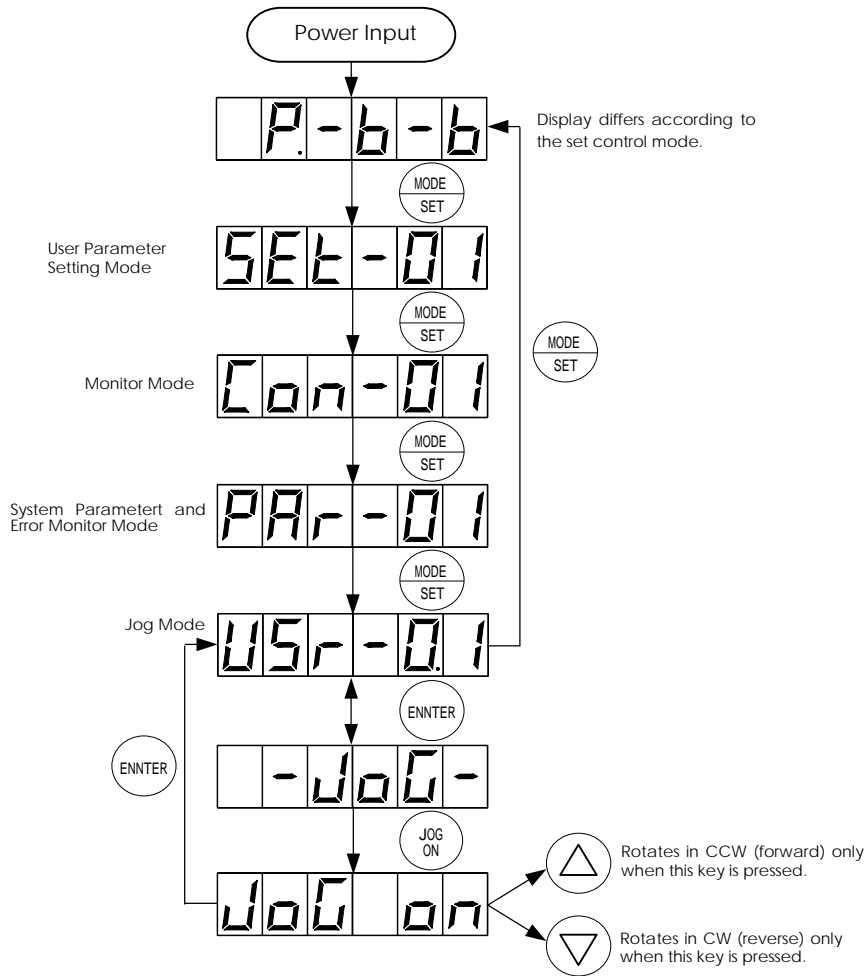 Power Input
P.-b-b
Display differs according to
the set control mode.
MODE
SET
SEt-01
User Parameter
Setting Mode
MODE
SET
MODE
SET
Con-01
Monitor Mode
MODE
SET
PAr-01
System Parametert and
Error Monitor Mode
MODE
SET
Jog Mode
USr-0.1
ENNTER
ENNTER
-JoG-
JOG
ON
JoG on
Rotates in CCW (forward) only
when this key is pressed.
Rotates in CW (reverse) only
when this key is pressed.